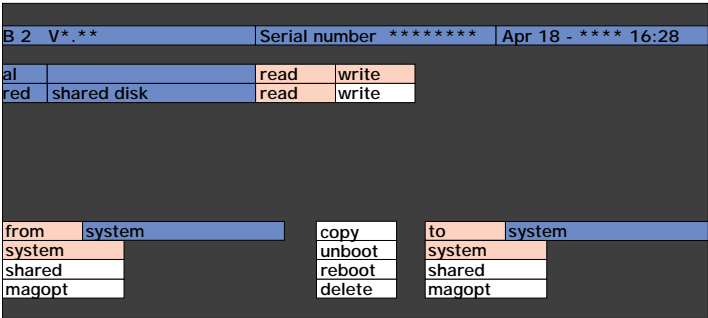 B 2 V*.** Serial number ******** Apr 18 - **** 16:28
al read write
red shared disk read write
from system copy to system
system unboot system
shared reboot shared
magopt delete magopt